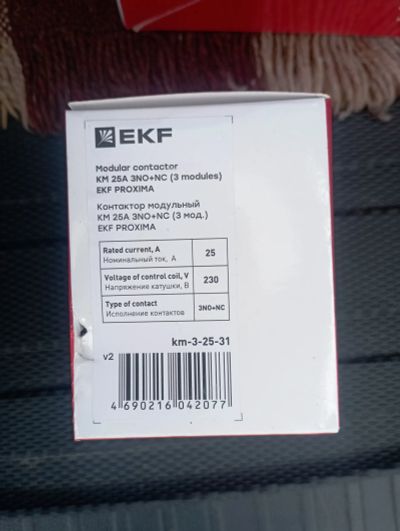 EKF
Modular contactor
KM 25A 3NO+NC (3 modules)
EKF PROXIMA
Контактор модульный
КМ 25А 3NO+NC (3 мод.)
EKF PROXIMA
Rated current, A
Номинальный ток, А
25
Voltage of control coil, V
Напряжение катушки, В
230
Type of contact
Исполнение контактов
3NO+NC
km-3-25-31
v2
4 690216 042077